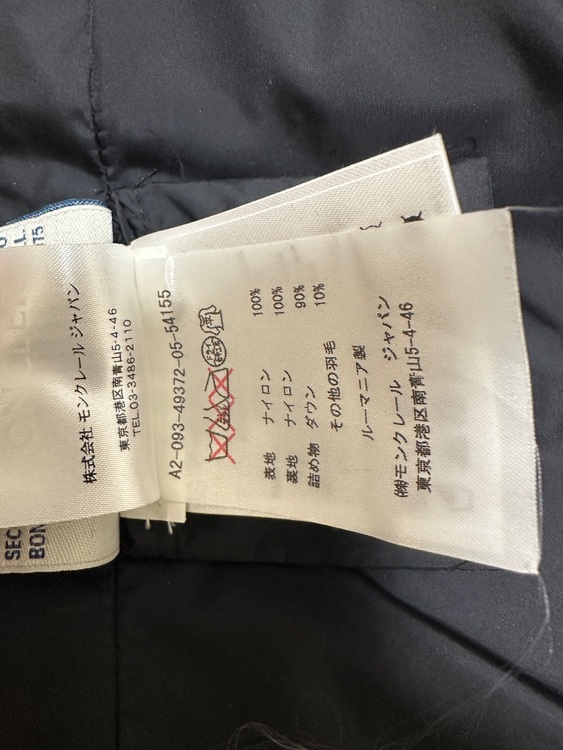 株式会社 モンクレール ジャパン
東京都港区南青山5-4-46
TEL.03-3486-2110
A2-093-49372-05-54155
表地 ナイロン 100%
裏地 ナイロン 100%
詰め物 ダウン 90%
その他の羽毛 10%
ルーマニア製
㈱モンクレール ジャパン
東京都港区南青山5-4-46
SEC
BON